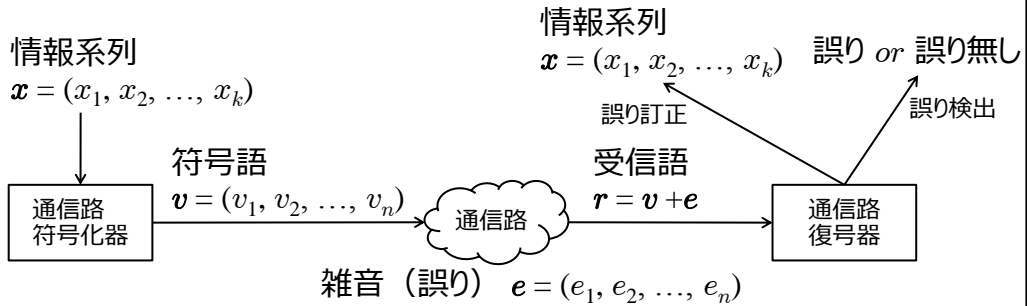 情報系列
x = (x1, x2, …, xk)
通信路
符号化器
符号語
v = (v1, v2, …, vn)
通信路
雑音（誤り） e = (e1, e2, …, en)
受信語
r = v +e
通信路
復号器
誤り訂正
情報系列
x = (x1, x2, …, xk)
誤り検出
誤り or 誤り無し